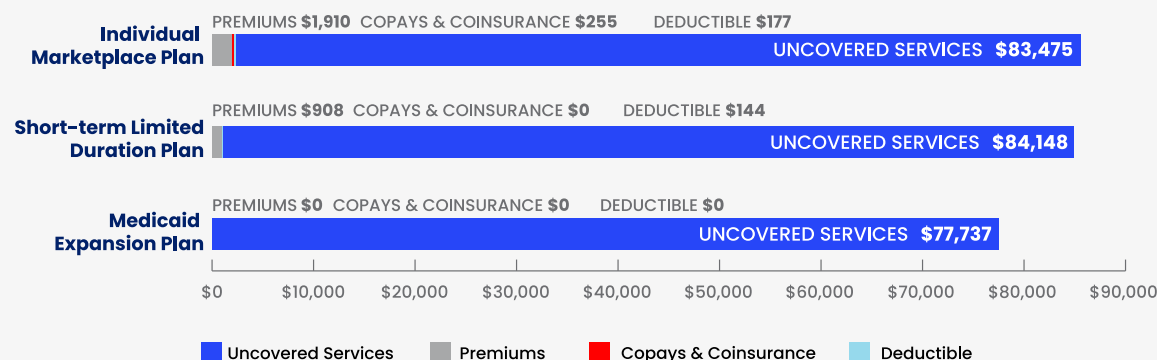 PREMIUMS $1,910 COPAYS & COINSURANCE $255 DEDUCTIBLE $177
Individual
Marketplace Plan
UNCOVERED SERVICES $83,475
PREMIUMS $908 COPAYS & COINSURANCE $0 DEDUCTIBLE $144
Short-term Limited
Duration Plan
UNCOVERED SERVICES $84,148
PREMIUMS $0 COPAYS & COINSURANCE $0 DEDUCTIBLE $0
Medicaid
Expansion Plan
UNCOVERED SERVICES $77,737
$0 $10,000 $20,000 $30,000 $40,000 $50,000 $60,000 $70,000 $80,000 $90,000
Uncovered Services Premiums Copays & Coinsurance Deductible